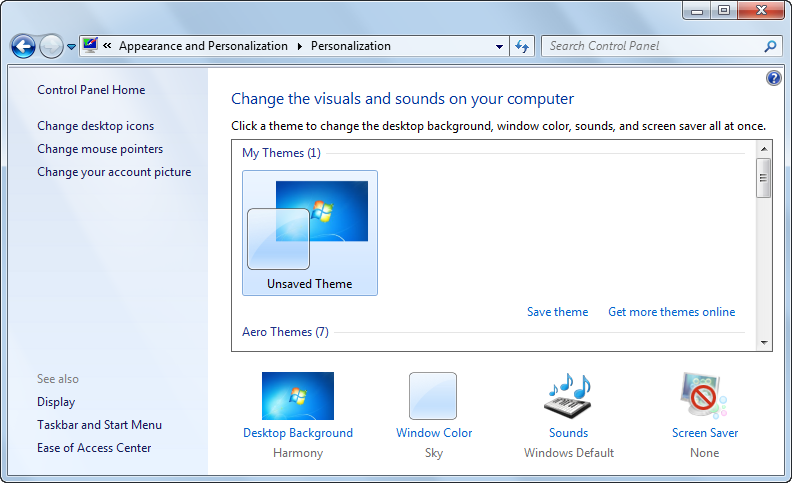 « Appearance and Personalization Personalization
Search Control Panel
Control Panel Home
Change desktop icons
Change mouse pointers
Change your account picture
See also
Display
Taskbar and Start Menu
Ease of Access Center
Change the visuals and sounds on your computer
Click a theme to change the desktop background, window color, sounds, and screen saver all at once.
My Themes (1)
Unsaved Theme
Save theme Get more themes online
Aero Themes (7)
Desktop Background Window Color Sounds Screen Saver
Harmony Sky Windows Default None